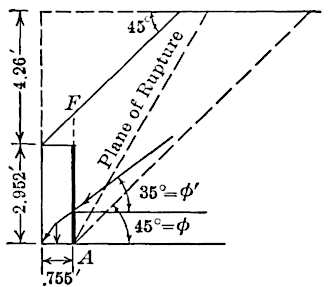 45°
4.26′
F
Plane of Rupture
2.952′
35°=φ′
45°=φ
A
.755′